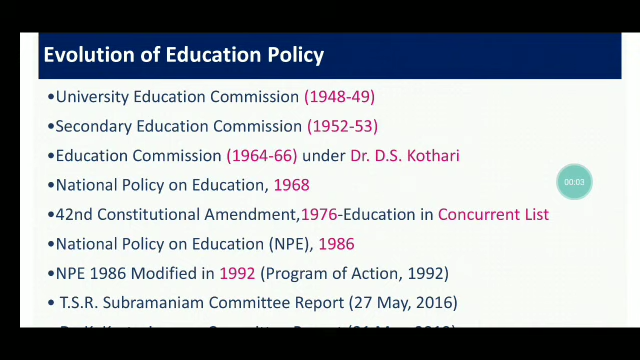 Evolution of Education Policy
•University Education Commission (1948-49)
•Secondary Education Commission (1952-53)
•Education Commission (1964-66) under Dr. D.S. Kothari
•National Policy on Education, 1968
00:03
•42nd Constitutional Amendment,1976-Education in Concurrent List
•National Policy on Education (NPE), 1986
•NPE 1986 Modified in 1992 (Program of Action, 1992)
• T.S.R. Subramaniam Committee Report (27 May, 2016)